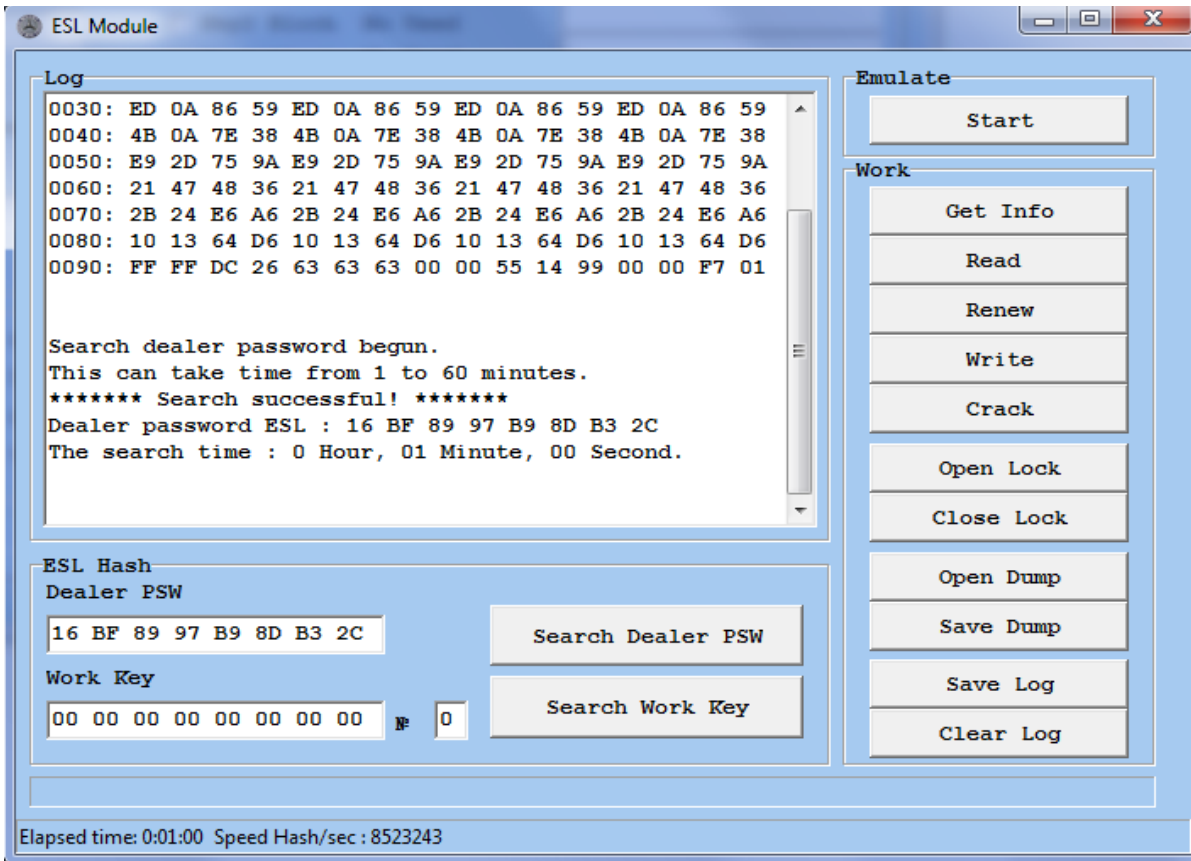 ESL Module
Log
0030: ED 0A 86 59 ED 0A 86 59 ED 0A 86 59 ED 0A 86 59
0040: 4B 0A 7E 38 4B 0A 7E 38 4B 0A 7E 38 4B 0A 7E 38
0050: E9 2D 75 9A E9 2D 75 9A E9 2D 75 9A E9 2D 75 9A
0060: 21 47 48 36 21 47 48 36 21 47 48 36 21 47 48 36
0070: 2B 24 E6 A6 2B 24 E6 A6 2B 24 E6 A6 2B 24 E6 A6
0080: 10 13 64 D6 10 13 64 D6 10 13 64 D6 10 13 64 D6
0090: FF FF DC 26 63 63 63 00 00 55 14 99 00 00 F7 01
Search dealer password begun.
This can take time from 1 to 60 minutes.
******* Search successful! *******
Dealer password ESL : 16 BF 89 97 B9 8D B3 2C
The search time : 0 Hour, 01 Minute, 00 Second.
ESL Hash
Dealer PSW
16 BF 89 97 B9 8D B3 2C
Search Dealer PSW
Work Key
00 00 00 00 00 00 00 00 № 0
Search Work Key
Emulate
Start
Work
Get Info
Read
Renew
Write
Crack
Open Lock
Close Lock
Open Dump
Save Dump
Save Log
Clear Log
Elapsed time: 0:01:00 Speed Hash/sec : 8523243